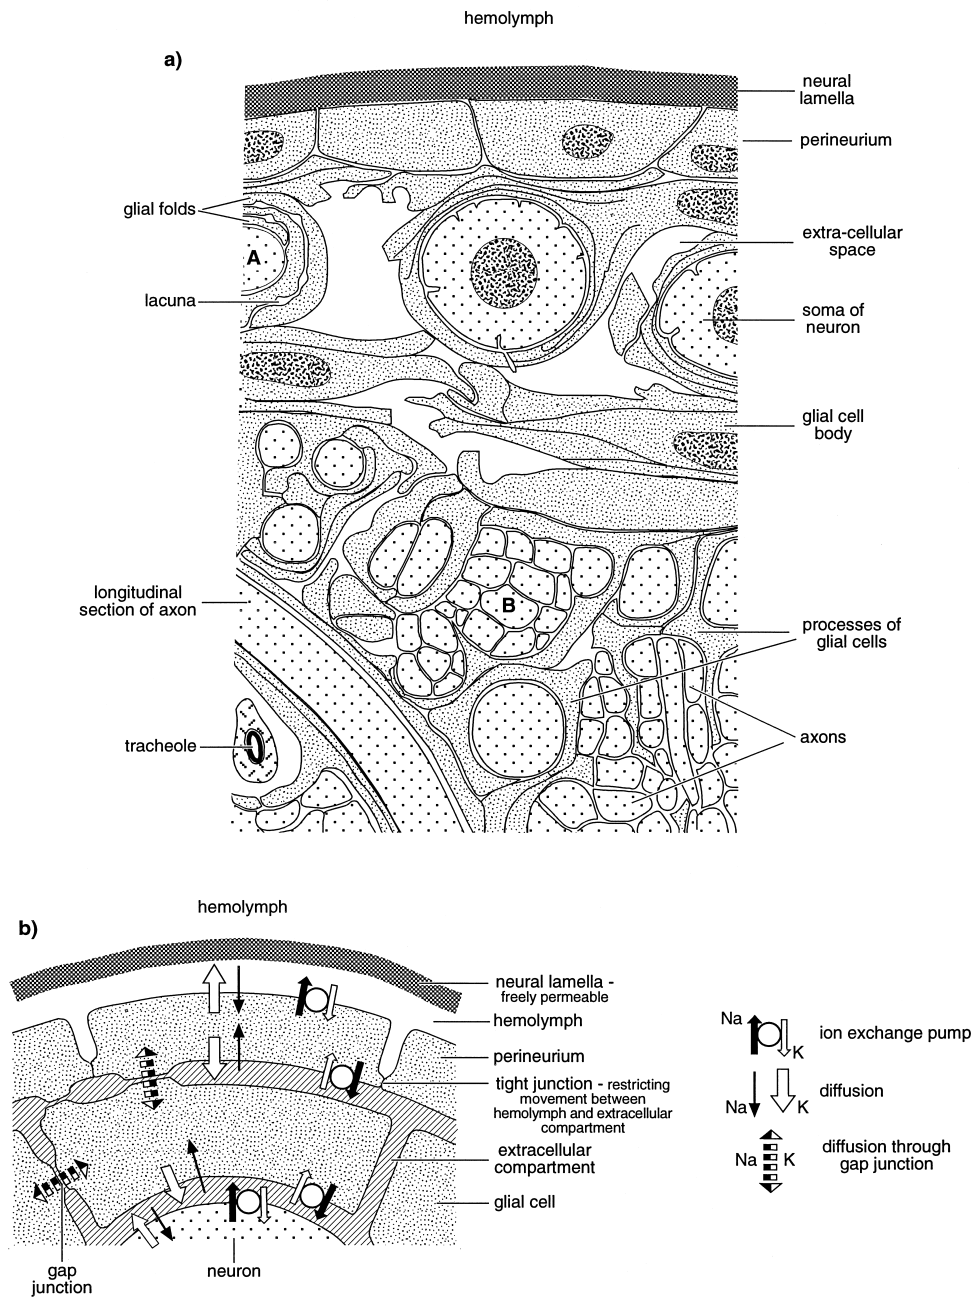 hemolymph
a)
neural
lamella
perineurium
glial folds
extra-cellular
space
A
lacuna
soma of
neuron
glial cell
body
longitudinal
section of axon
B
processes of
glial cells
tracheole
axons
hemolymph
b)
neural lamella -
freely permeable
hemolymph
perineurium
tight junction - restricting
movement between
hemolymph and extracellular
compartment
extracellular
compartment
glial cell
gap
junction
neuron
Na
K
ion exchange pump
Na
K
diffusion
Na
K
diffusion through
gap junction